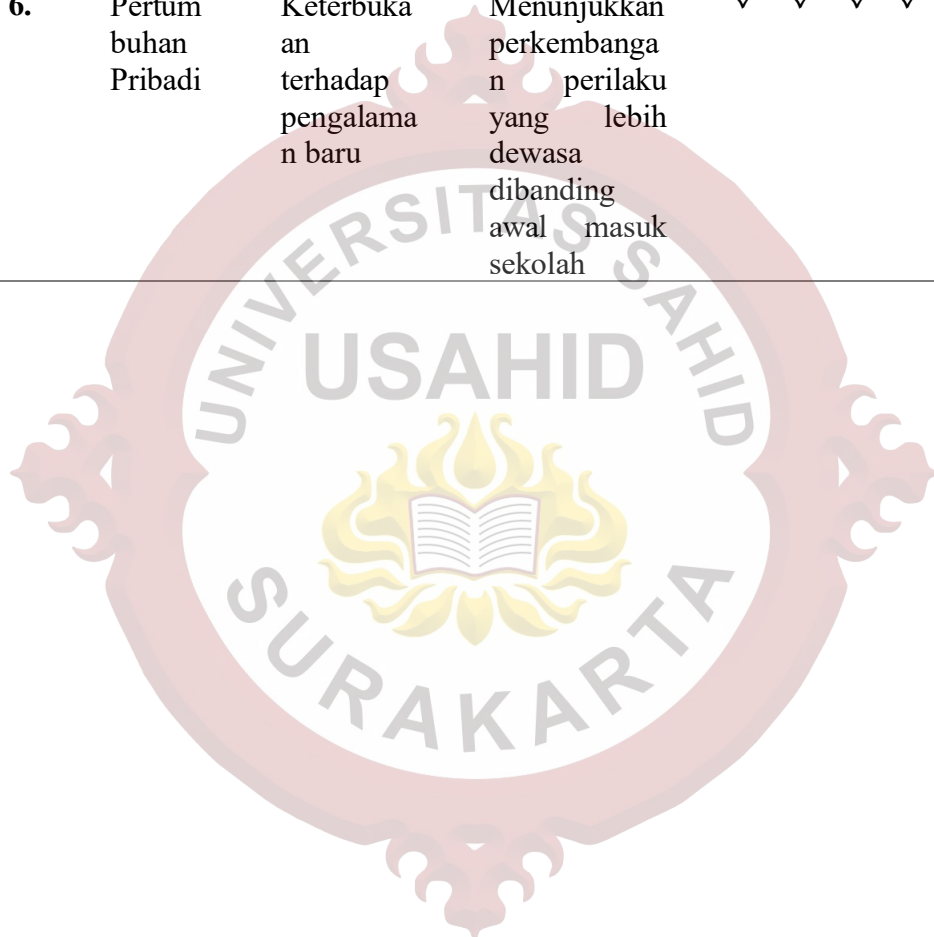 6. Pertum Keterbuka Menunjukkan √ √ √ √
buhan an perkembanga
Pribadi terhadap n perilaku
pengalama yang lebih
n baru dewasa
dibanding
awal masuk
sekolah
UNIVERSITAS SAHID
USAHID
SURAKARTA